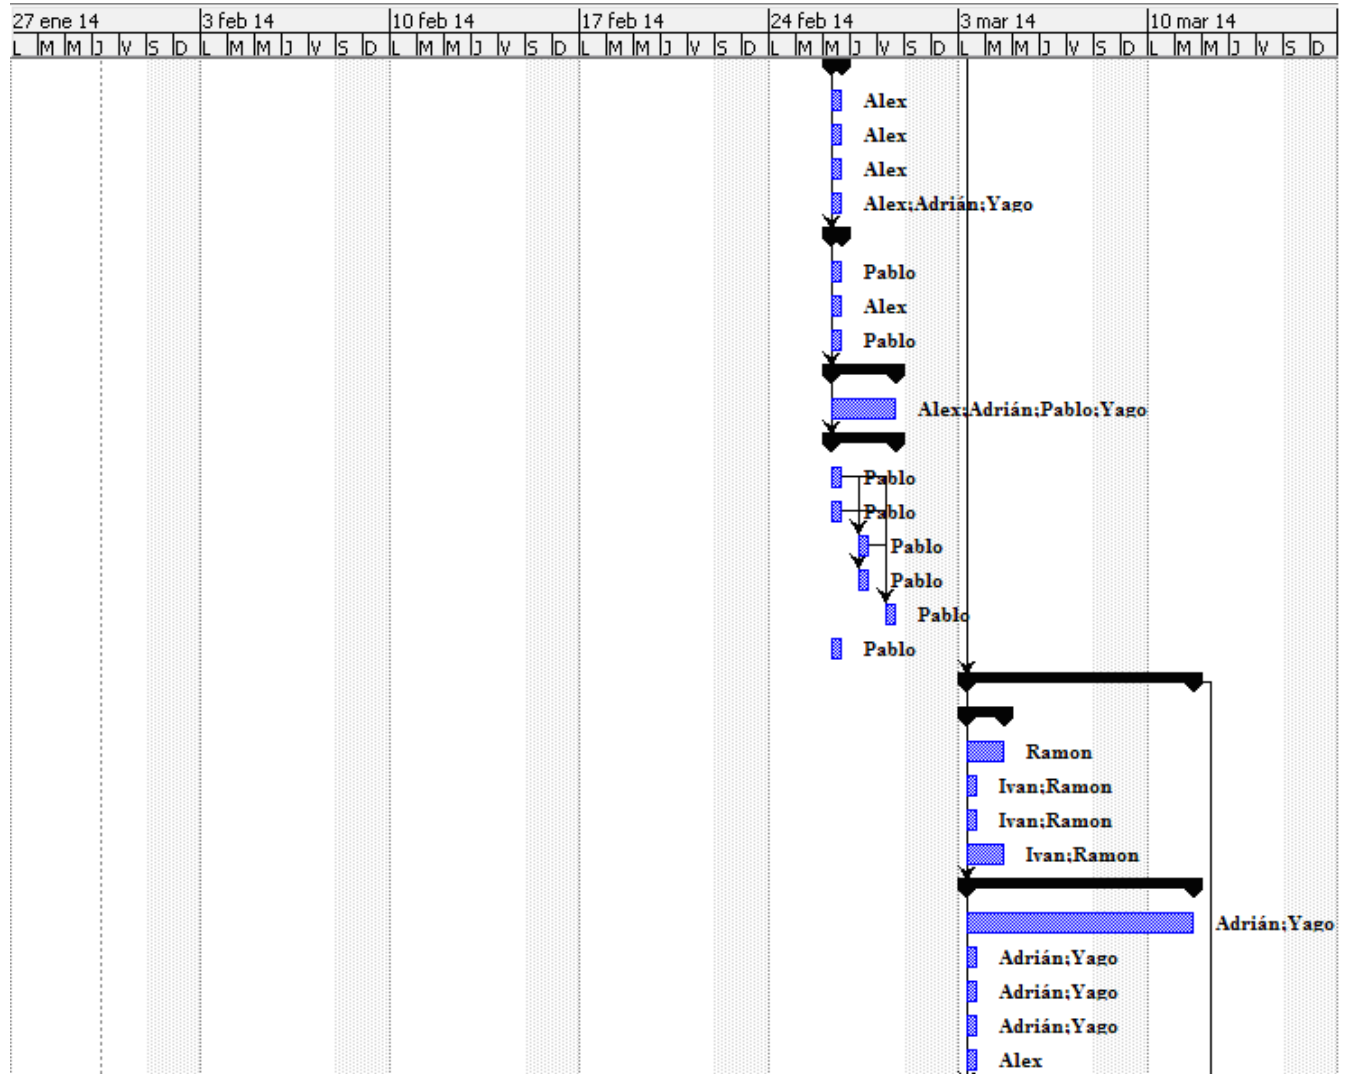 27 ene 14 3 feb 14 10 feb 14 17 feb 14 24 feb 14 3 mar 14 10 mar 14
L M M J V S D L M M J V S D L M M J V S D L M M J V S D L M M J V S D L M M J V S D L M M J V S D
Alex
Alex
Alex
Alex;Adrián;Yago
Pablo
Alex
Pablo
Alex;Adrián;Pablo;Yago
Pablo
Pablo
Pablo
Pablo
Pablo
Pablo
Ramon
Ivan;Ramon
Ivan;Ramon
Ivan;Ramon
Adrián;Yago
Adrián;Yago
Adrián;Yago
Adrián;Yago
Alex